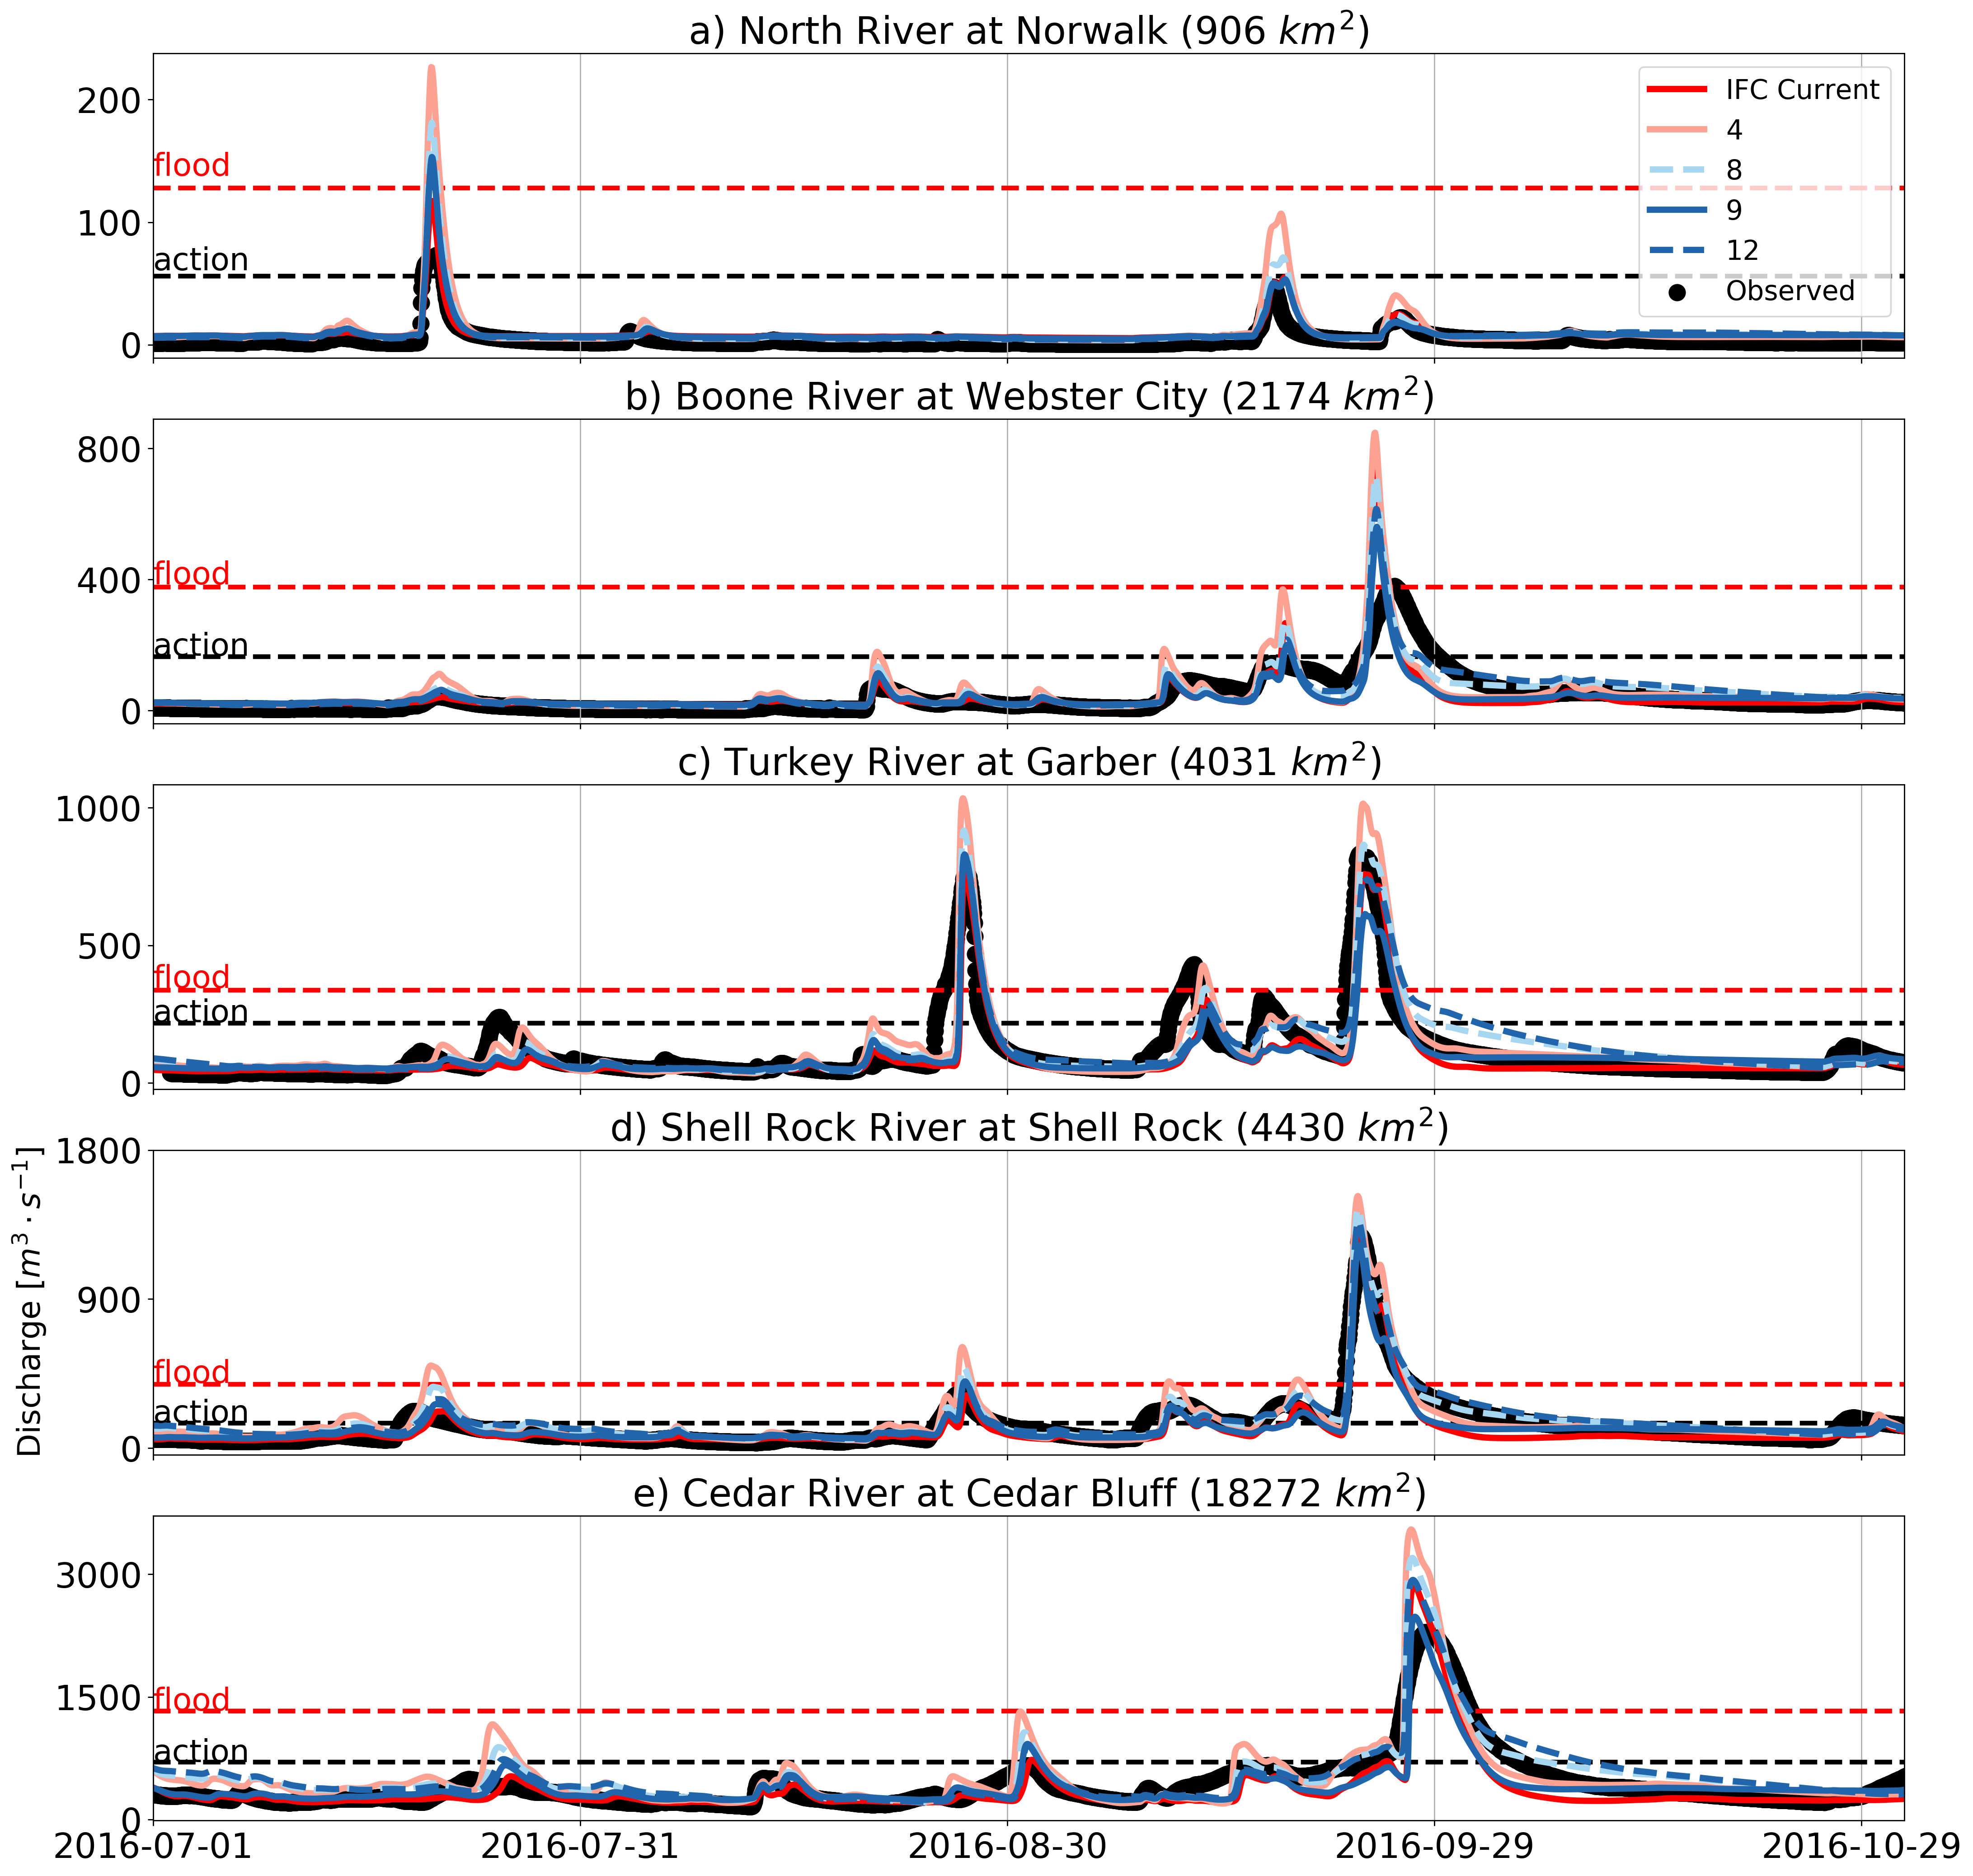 a) North River at Norwalk (906 km²)
200
100
0
flood
action
IFC Current
4
8
9
12
Observed
b) Boone River at Webster City (2174 km²)
800
400
0
flood
action
c) Turkey River at Garber (4031 km²)
1000
500
0
flood
action
d) Shell Rock River at Shell Rock (4430 km²)
1800
900
0
flood
action
Discharge [m³ · s⁻¹]
e) Cedar River at Cedar Bluff (18272 km²)
3000
1500
0
flood
action
2016-07-01
2016-07-31
2016-08-30
2016-09-29
2016-10-29